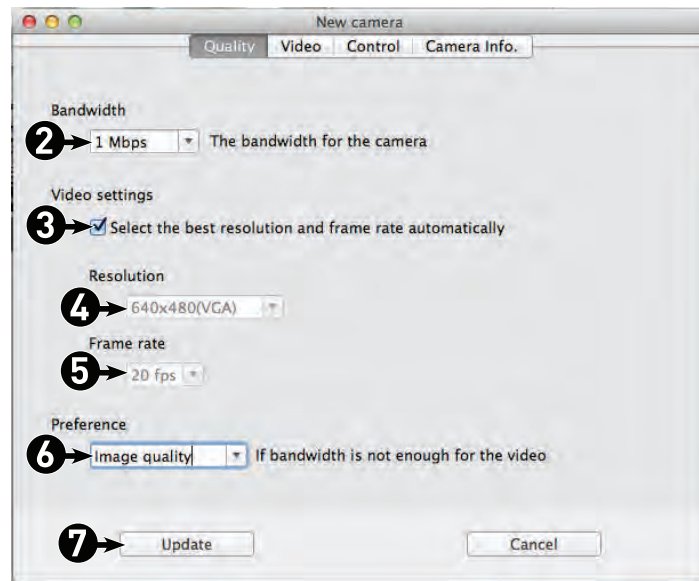 New camera
Quality Video Control Camera Info.
Bandwidth
2 1 Mbps The bandwidth for the camera
Video settings
3 Select the best resolution and frame rate automatically
Resolution
4 640x480(VGA)
Frame rate
5 20 fps
Preference
6 Image quality If bandwidth is not enough for the video
7 Update Cancel